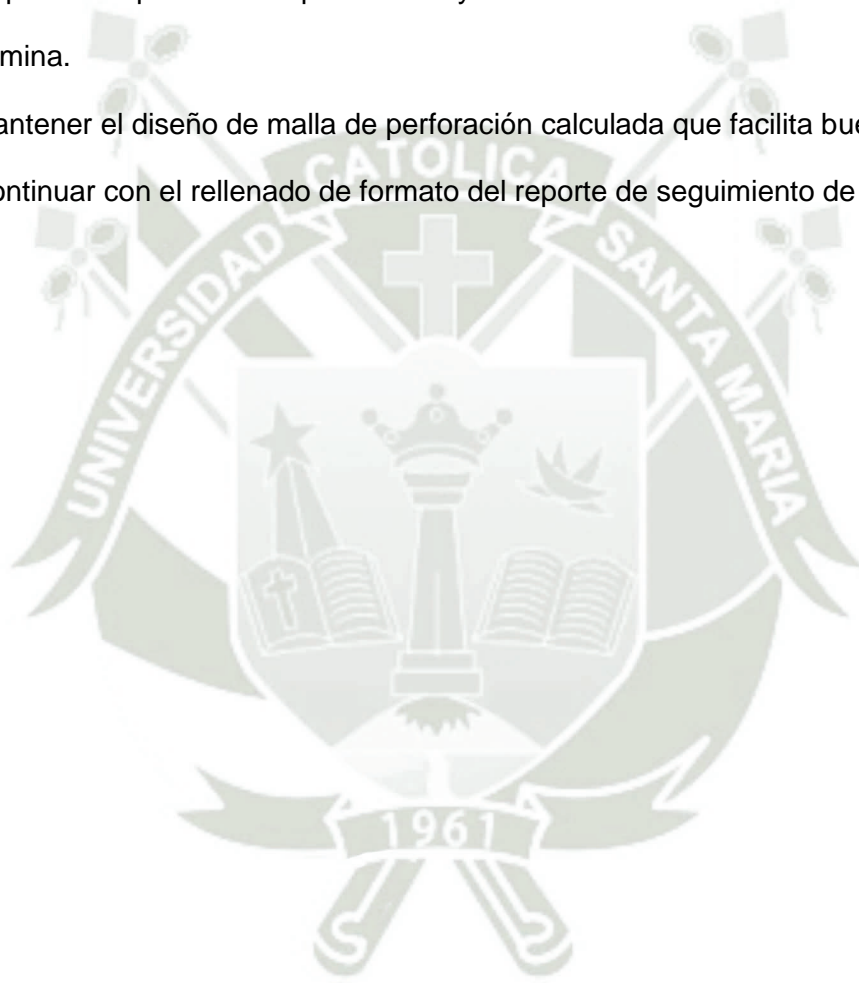 mina.
antener el diseño de malla de perforación calculada que facilita
ontinuar con el rellenado de formato del reporte de seguimiento de
UNIVERSIDAD CATOLICA SANTA MARIA
1961